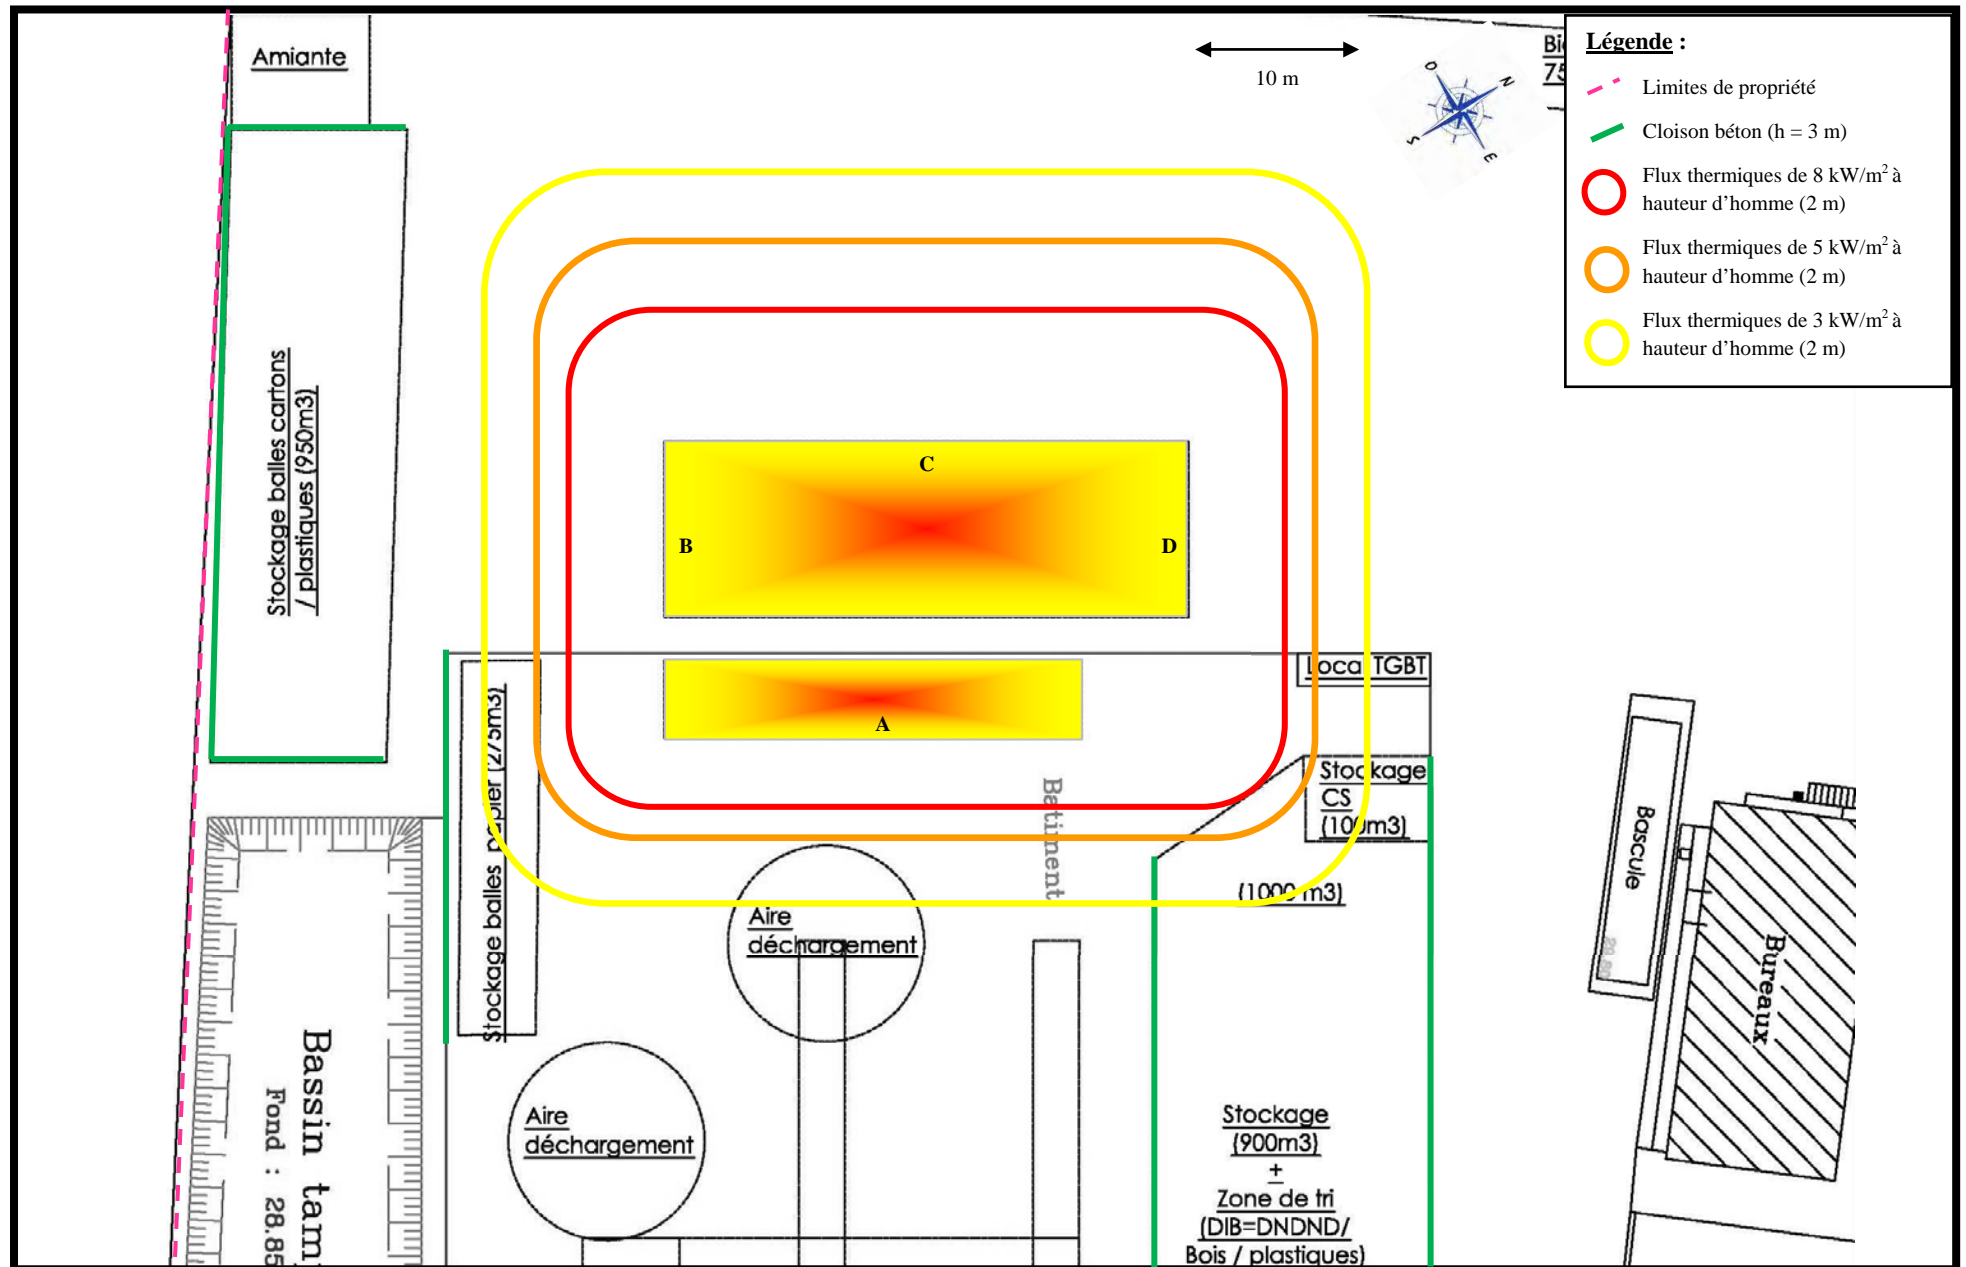 Amiante
10 m
O
N
S
E
Bi
75
Légende :
Limites de propriété
Cloison béton (h = 3 m)
Flux thermiques de 8 kW/m² à
hauteur d’homme (2 m)
Flux thermiques de 5 kW/m² à
hauteur d’homme (2 m)
Flux thermiques de 3 kW/m² à
hauteur d’homme (2 m)
Stockage balles cartons
/ plastiques (950m3)
C
B
D
A
Local TGBT
Stockage balles papier (275m3)
Batiment
Stockage
CS
(100m3)
(1000 m3)
Aire
déchargement
Aire
déchargement
Bascule
Bureaux
Bassin tam
Fond : 28.85
Stockage
(900m3)
+
Zone de tri
(DIB=DNDND/
Bois / plastiques)